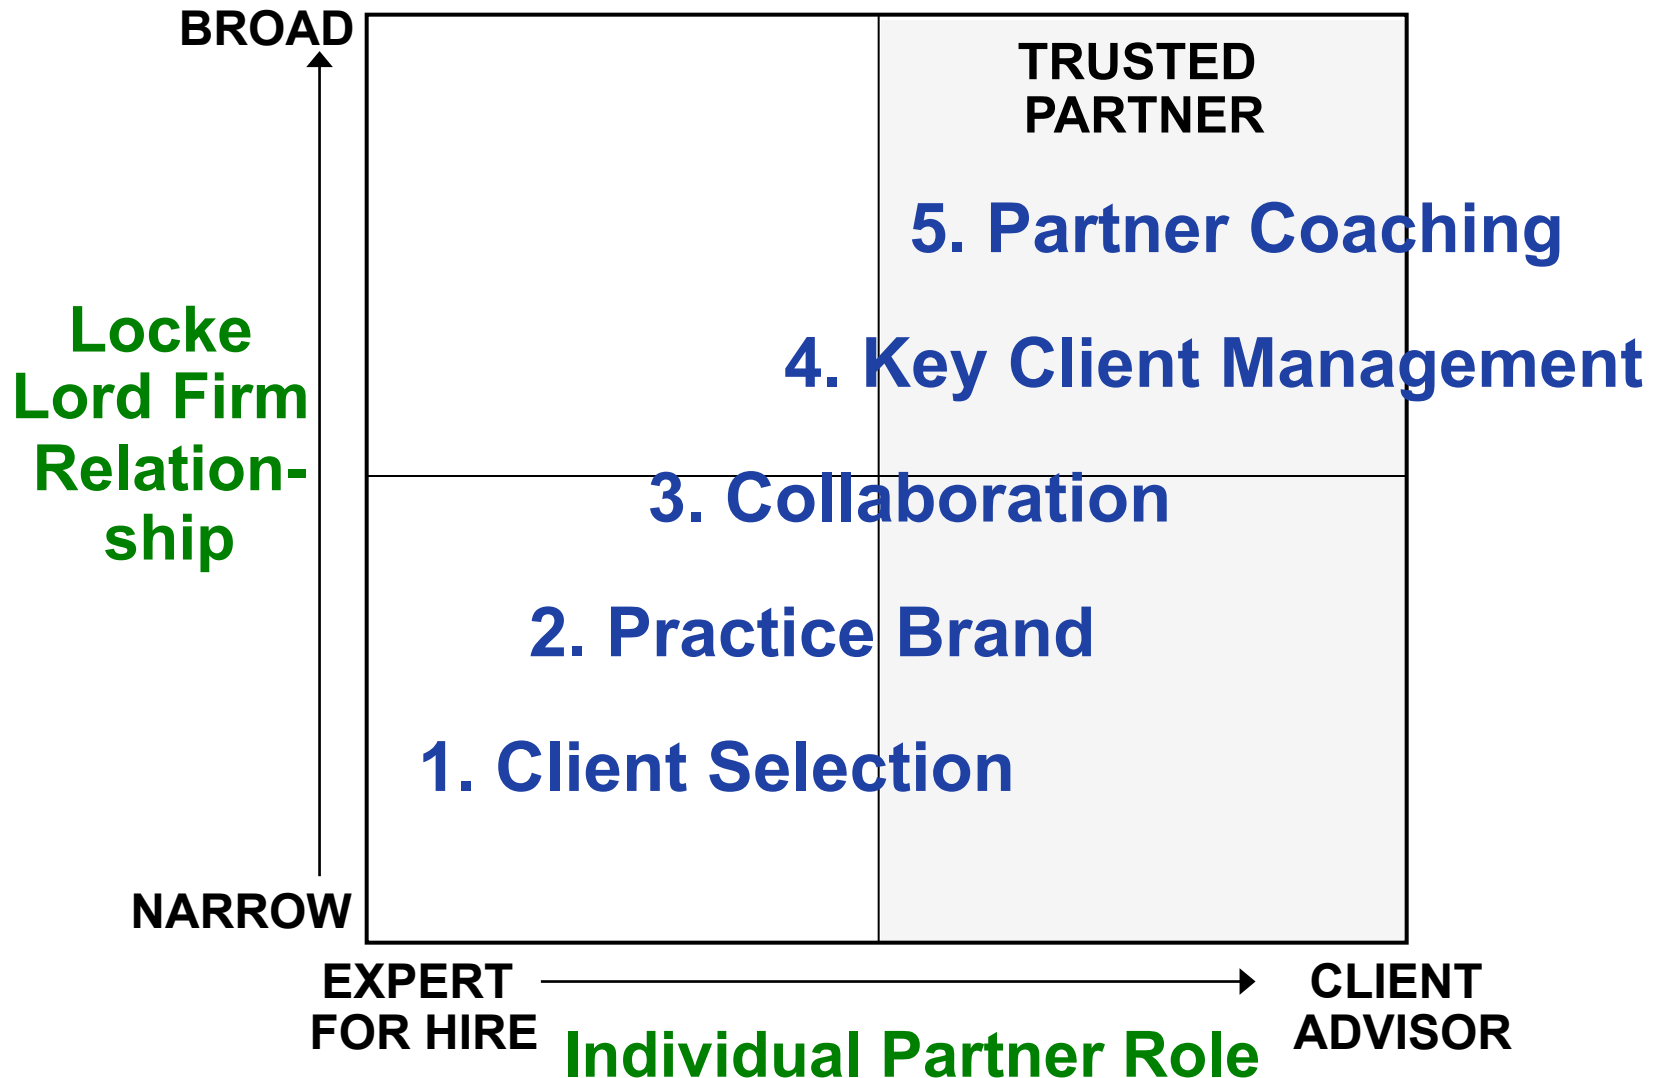 BROAD
TRUSTED
PARTNER
5. Partner Coaching
4. Key Client Management
3. Collaboration
2. Practice Brand
1. Client Selection
Locke
Lord Firm
Relation-
ship
NARROW
EXPERT
FOR HIRE
CLIENT
ADVISOR
Individual Partner Role